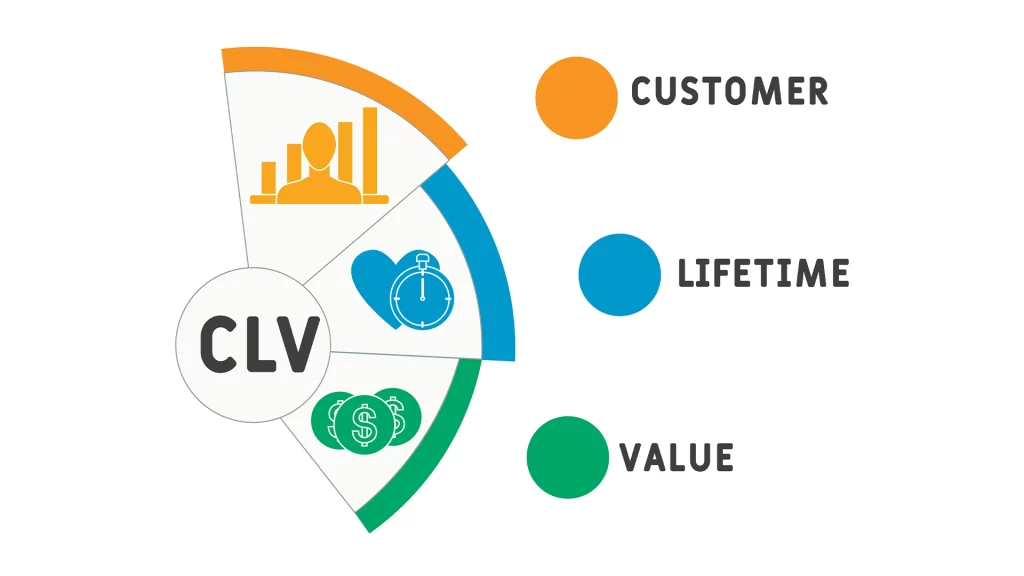 CLV
CUSTOMER
LIFETIME
VALUE
$ $ $